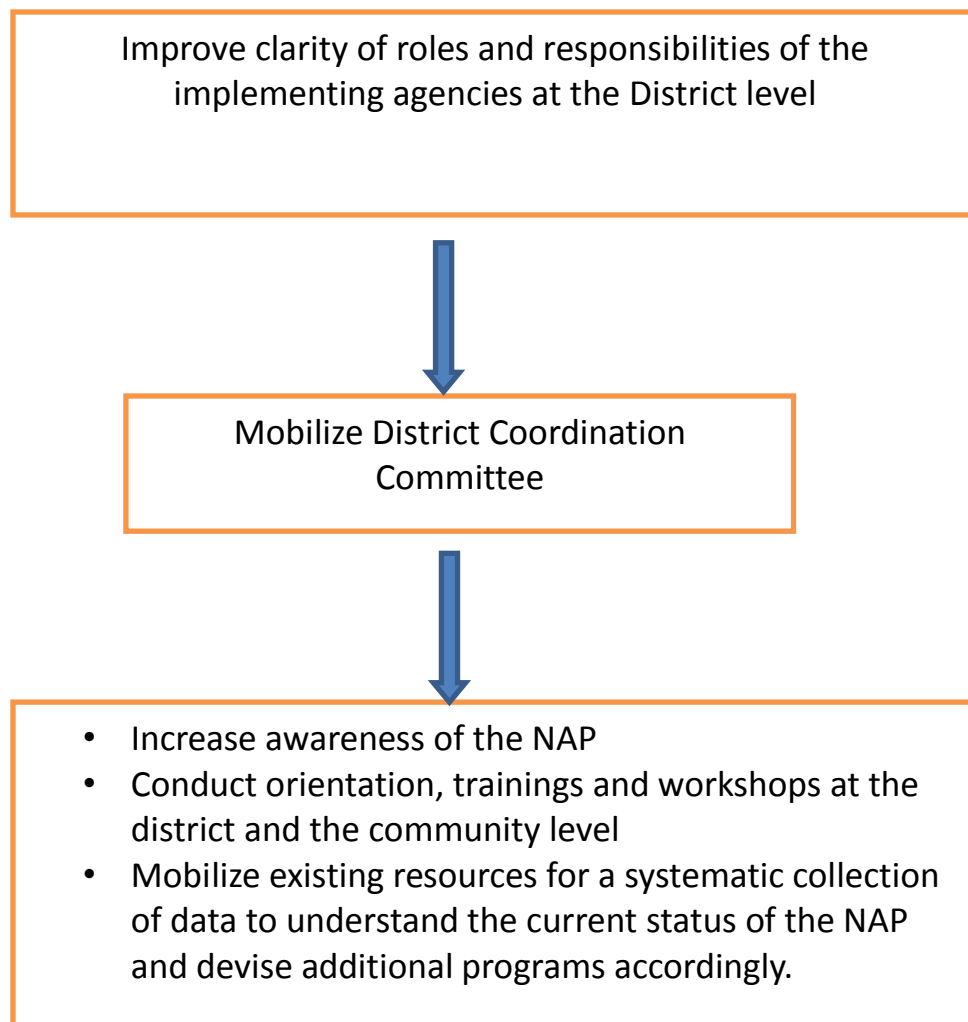 Improve clarity of roles and responsibilities of the
implementing agencies at the District level
Mobilize District Coordination
Committee
• Increase awareness of the NAP
• Conduct orientation, trainings and workshops at the
district and the community level
• Mobilize existing resources for a systematic collection
of data to understand the current status of the NAP
and devise additional programs accordingly.